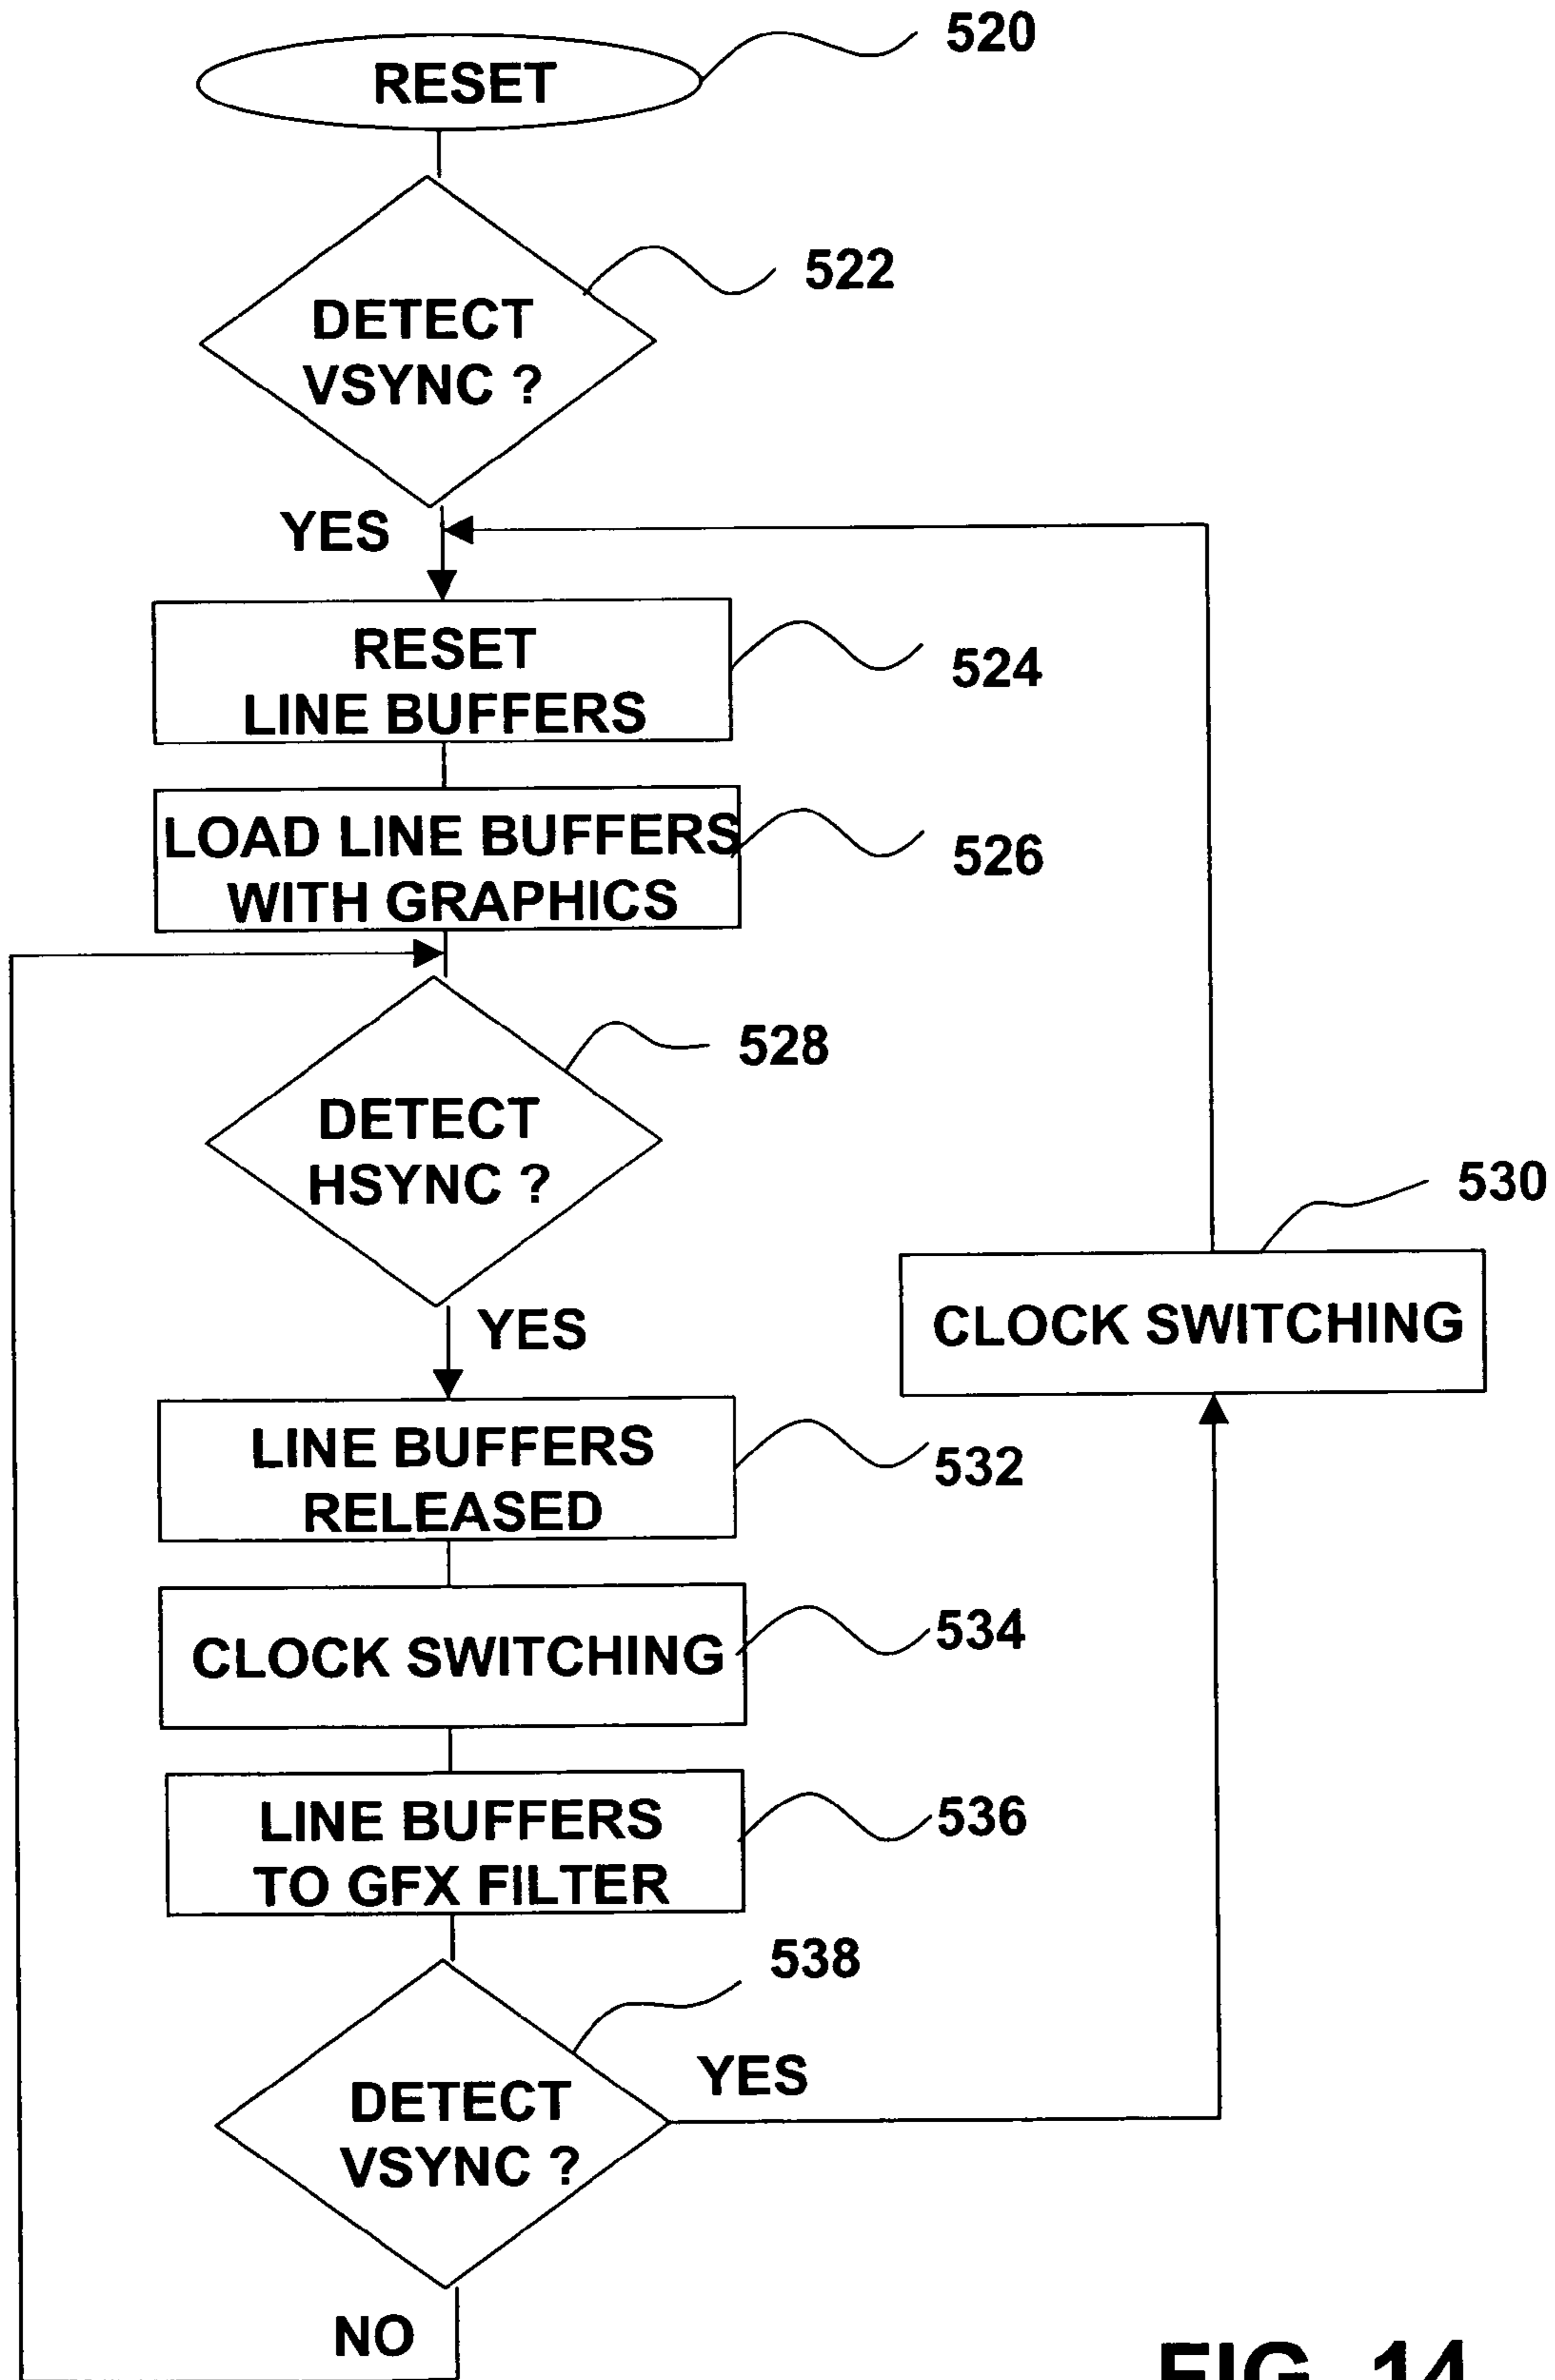 RESET
520
DETECT
VSYNC ?
522
YES
RESET
LINE BUFFERS
524
LOAD LINE BUFFERS
WITH GRAPHICS
526
DETECT
HSYNC ?
528
YES
CLOCK SWITCHING
530
LINE BUFFERS
RELEASED
532
CLOCK SWITCHING
534
LINE BUFFERS
TO GFX FILTER
536
DETECT
VSYNC ?
538
YES
NO
FIG. 14